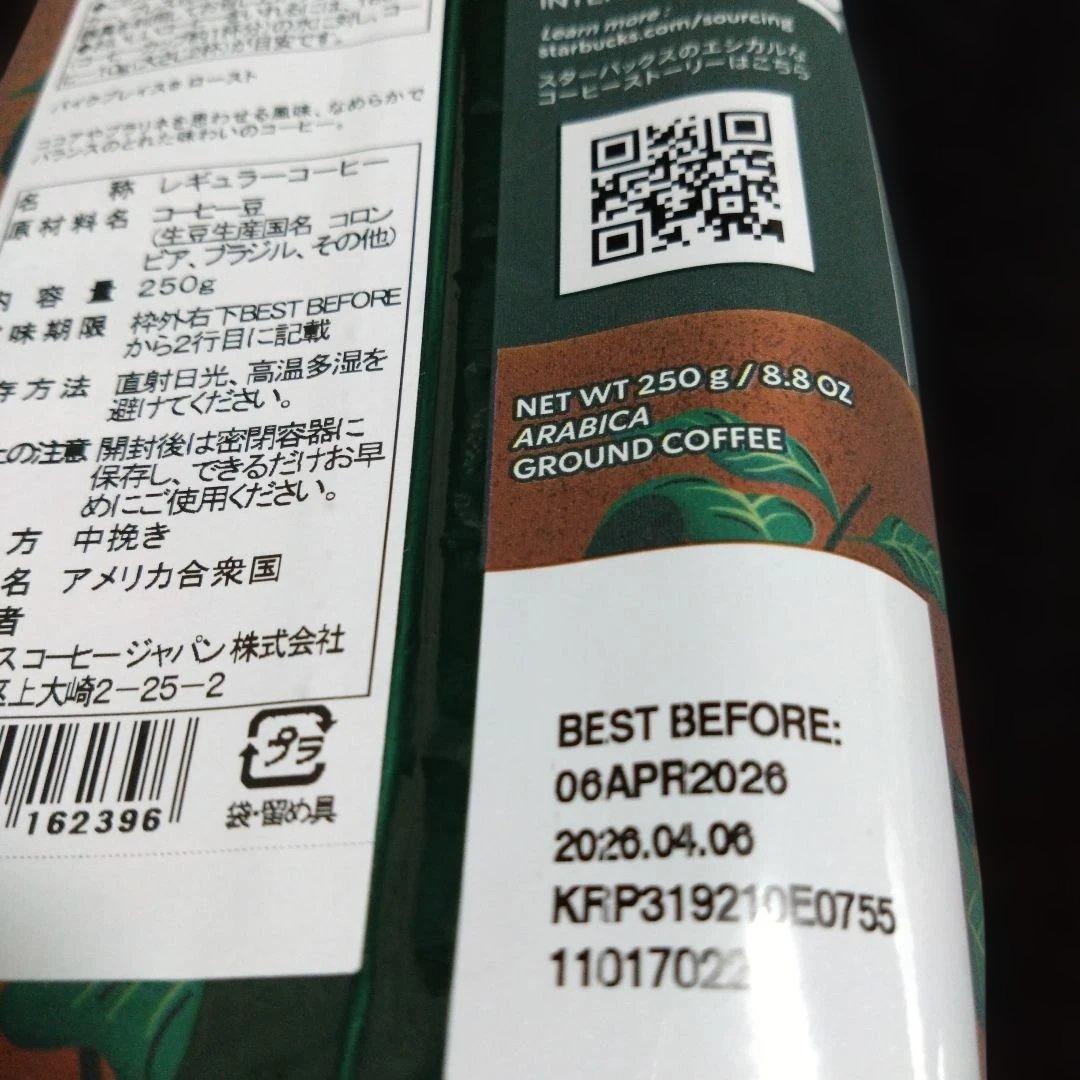 パイクプレイス® ロースト
ココアやプラリネを思わせる風味、なめらかで
バランスのとれた味わいのコーヒー。
名 称 レギュラーコーヒー
原材料名 コーヒー豆
(生豆生産国名 コロン
ビア、ブラジル、その他)
内容量 250g
味期限 枠外右下BEST BEFORE
から2行目に記載
存方法 直射日光、高温多湿を
避けてください。
上の注意 開封後は密閉容器に
保存し、できるだけお早
めにご使用ください。
方 中挽き
名 アメリカ合衆国
者
スコーヒージャパン株式会社
区上大崎2-25-2
162396
プラ
袋・留め具
Learn more:
starbucks.com/sourcing
スターバックスのエシカルな
コーヒーストーリーはこちら
NET WT 250 g / 8.8 OZ
ARABICA
GROUND COFFEE
BEST BEFORE:
06APR2026
2026.04.06
KRP319210E0755
11017022